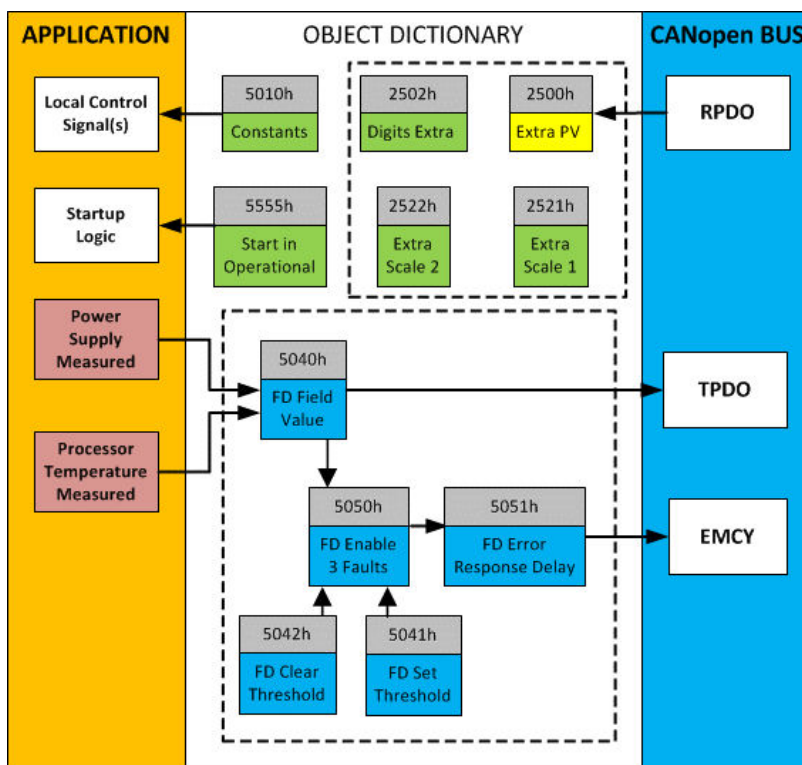 APPLICATION
OBJECT DICTIONARY
CANopen BUS
Local Control
Signal(s)
5010h
Constants
2502h
Digits Extra
2500h
Extra PV
RPDO
Startup
Logic
5555h
Start in
Operational
2522h
Extra
Scale 2
2521h
Extra
Scale 1
Power
Supply
Measured
5040h
FD Field
Value
TPDO
Processor
Temperature
Measured
5050h
FD Enable
3 Faults
5051h
FD Error
Response Delay
EMCY
5042h
FD Clear
Threshold
5041h
FD Set
Threshold